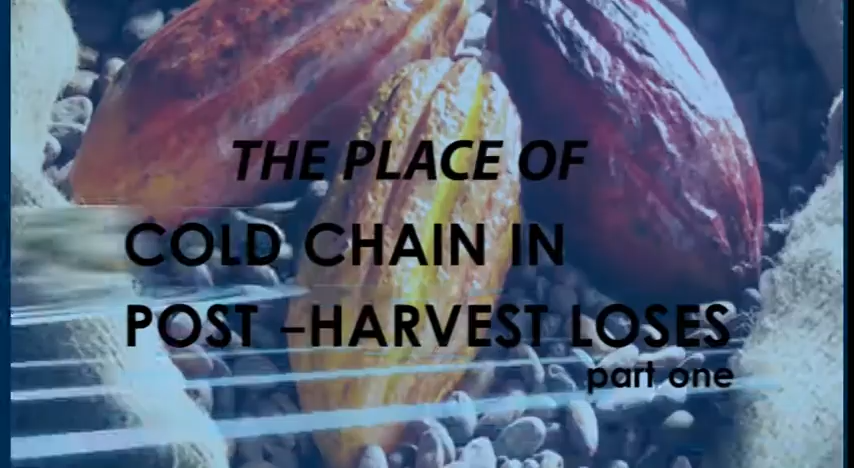 THE PLACE OF
COLD CHAIN IN
POST -HARVEST LOSES
part one